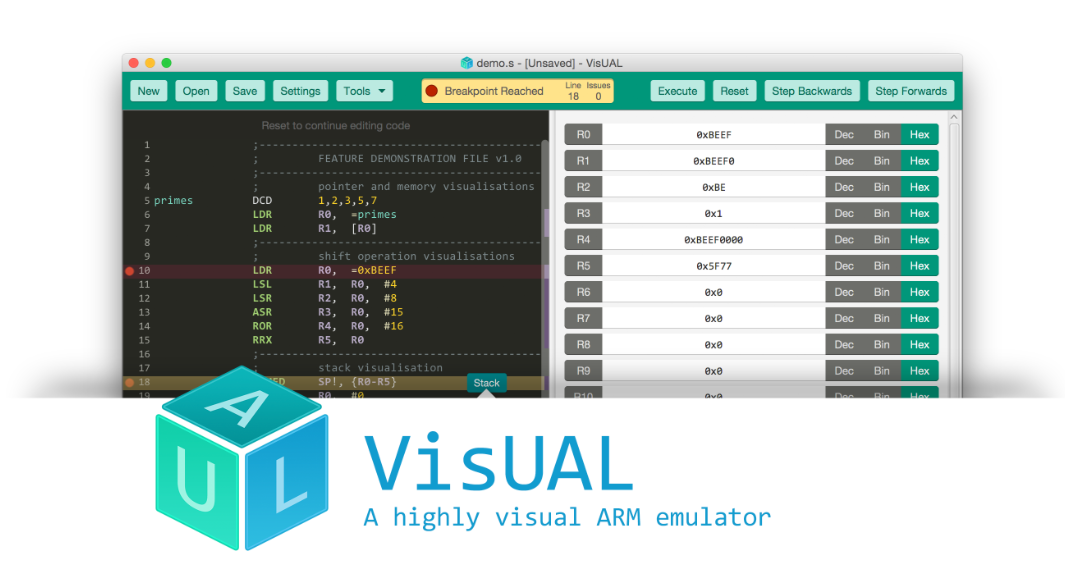 demo.s - [Unsaved] - VisUAL
New Open Save Settings Tools Breakpoint Reached Line 18 Issues 0 Execute Reset Step Backwards Step Forwards
Reset to continue editing code
1 ;---------------------------------------------
2 ; FEATURE DEMONSTRATION FILE v1.0
3 ;---------------------------------------------
4 ; pointer and memory visualisations
5 primes DCD 1,2,3,5,7
6 LDR R0, =primes
7 LDR R1, [R0]
8 ;---------------------------------------------
9 ; shift operation visualisations
10 LDR R0, =0xBEEF
11 LSL R1, R0, #4
12 LSR R2, R0, #8
13 ASR R3, R0, #15
14 ROR R4, R0, #16
15 RRX R5, R0
16 ;---------------------------------------------
17 ; stack visualisation
18 SP!, {R0-R5}
Stack
19 R0, #0
R0 0xBEEF Dec Bin Hex
R1 0xBEEF0 Dec Bin Hex
R2 0xBE Dec Bin Hex
R3 0x1 Dec Bin Hex
R4 0xBEEF0000 Dec Bin Hex
R5 0x5F77 Dec Bin Hex
R6 0x0 Dec Bin Hex
R7 0x0 Dec Bin Hex
R8 0x0 Dec Bin Hex
R9 0x0 Dec Bin Hex
R10 0x0 Dec Bin Hex
A
U L
VisUAL
A highly visual ARM emulator